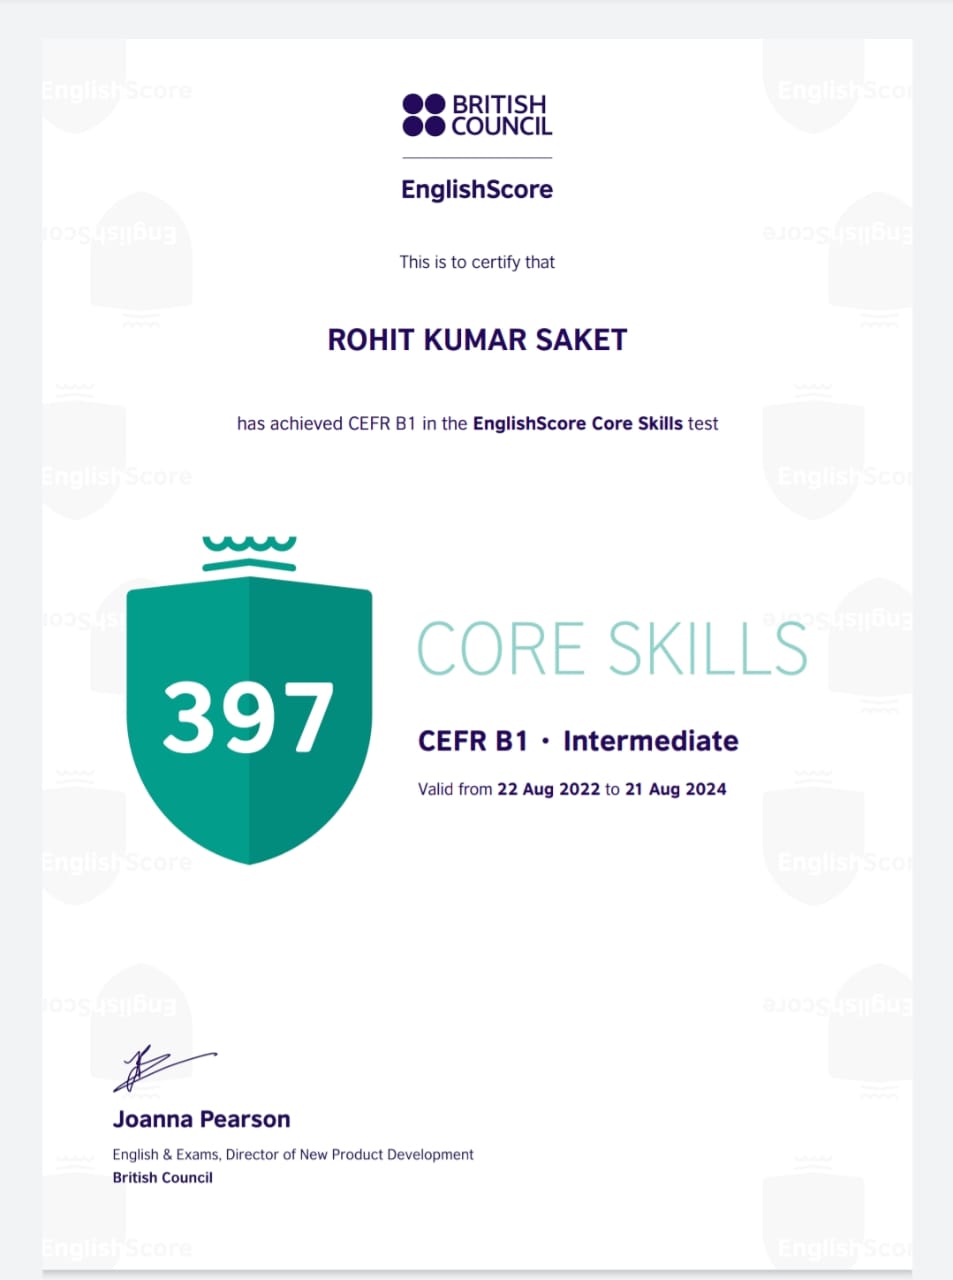 BRITISH
COUNCIL
EnglishScore
This is to certify that
ROHIT KUMAR SAKET
has achieved CEFR B1 in the EnglishScore Core Skills test
397
CORE SKILLS
CEFR B1 · Intermediate
Valid from 22 Aug 2022 to 21 Aug 2024
Joanna Pearson
English & Exams, Director of New Product Development
British Council
EnglishScore